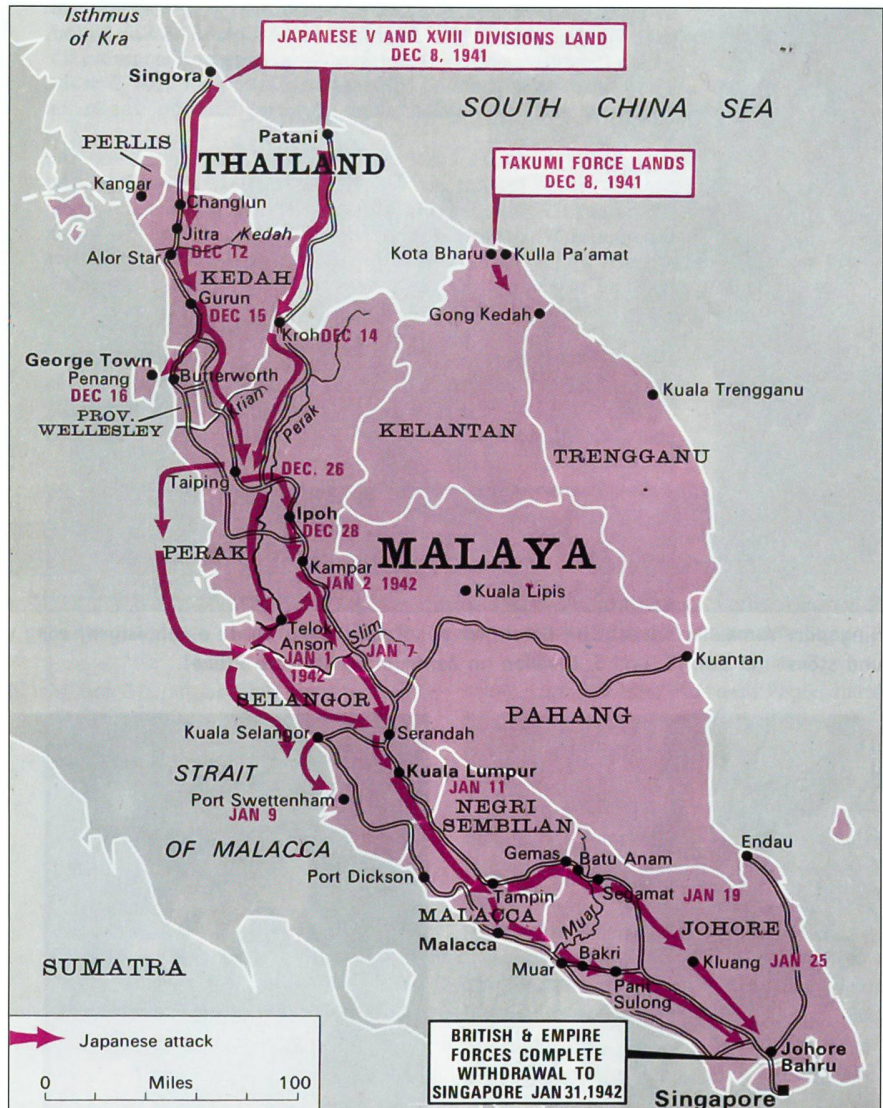 Isthmus
of Kra
JAPANESE V AND XVIII DIVISIONS LAND
DEC 8, 1941
Singora
SOUTH CHINA SEA
Patani
PERLIS
THAILAND
TAKUMI FORCE LANDS
DEC 8, 1941
Kangar
Changlun
Jitra
Kedah
DEC 12
Alor Star
Kota Bharu
Kulla Pa'amat
KEDAH
Gurun
DEC 15
Gong Kedah
Kroh
DEC 14
George Town
Penang
DEC 16
Butterworth
Krian
Perak
Kuala Trengganu
PROV.
WELLESLEY
KELANTAN
TRENGGANU
Taiping
DEC. 26
Ipoh
DEC 28
PERAK
MALAYA
Kampar
JAN 2 1942
Kuala Lipis
Telok
Anson
JAN 1
1942
Slim
JAN 7
Kuantan
SELANGOR
PAHANG
Kuala Selangor
Serandah
STRAIT
OF MALACCA
Kuala Lumpur
JAN 11
Port Swettenham
JAN 9
NEGRI
SEMBILAN
Endau
Gemas
Batu Anam
Port Dickson
Tampin
Segamat
JAN 19
MALACCA
Muar
JOHORE
Malacca
Muar
Bakri
Kluang
JAN 25
Parit
Sulong
SUMATRA
Japanese attack
0 Miles 100
BRITISH & EMPIRE
FORCES COMPLETE
WITHDRAWAL TO
SINGAPORE JAN 31,1942
Johore
Bahru
Singapore